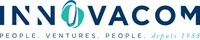 INNOVACOM
PEOPLE. VENTURES. PEOPLE. depuis 1988